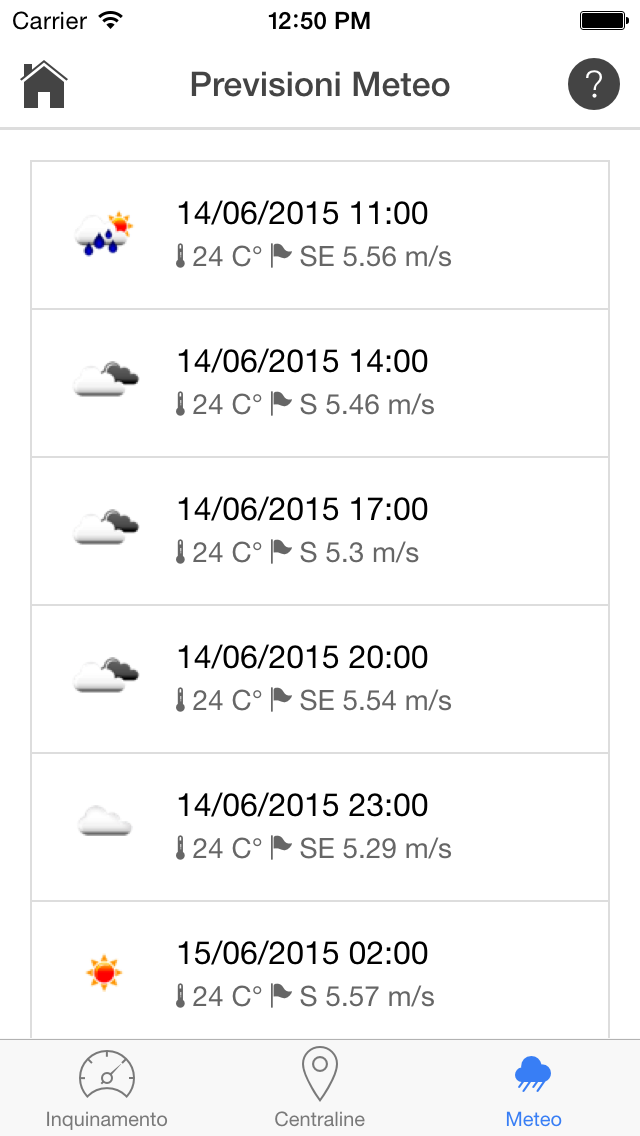 Carrier 12:50 PM
Previsioni Meteo ?
14/06/2015 11:00
24 C° SE 5.56 m/s
14/06/2015 14:00
24 C° S 5.46 m/s
14/06/2015 17:00
24 C° S 5.3 m/s
14/06/2015 20:00
24 C° SE 5.54 m/s
14/06/2015 23:00
24 C° SE 5.29 m/s
15/06/2015 02:00
24 C° S 5.57 m/s
Inquinamento Centraline Meteo